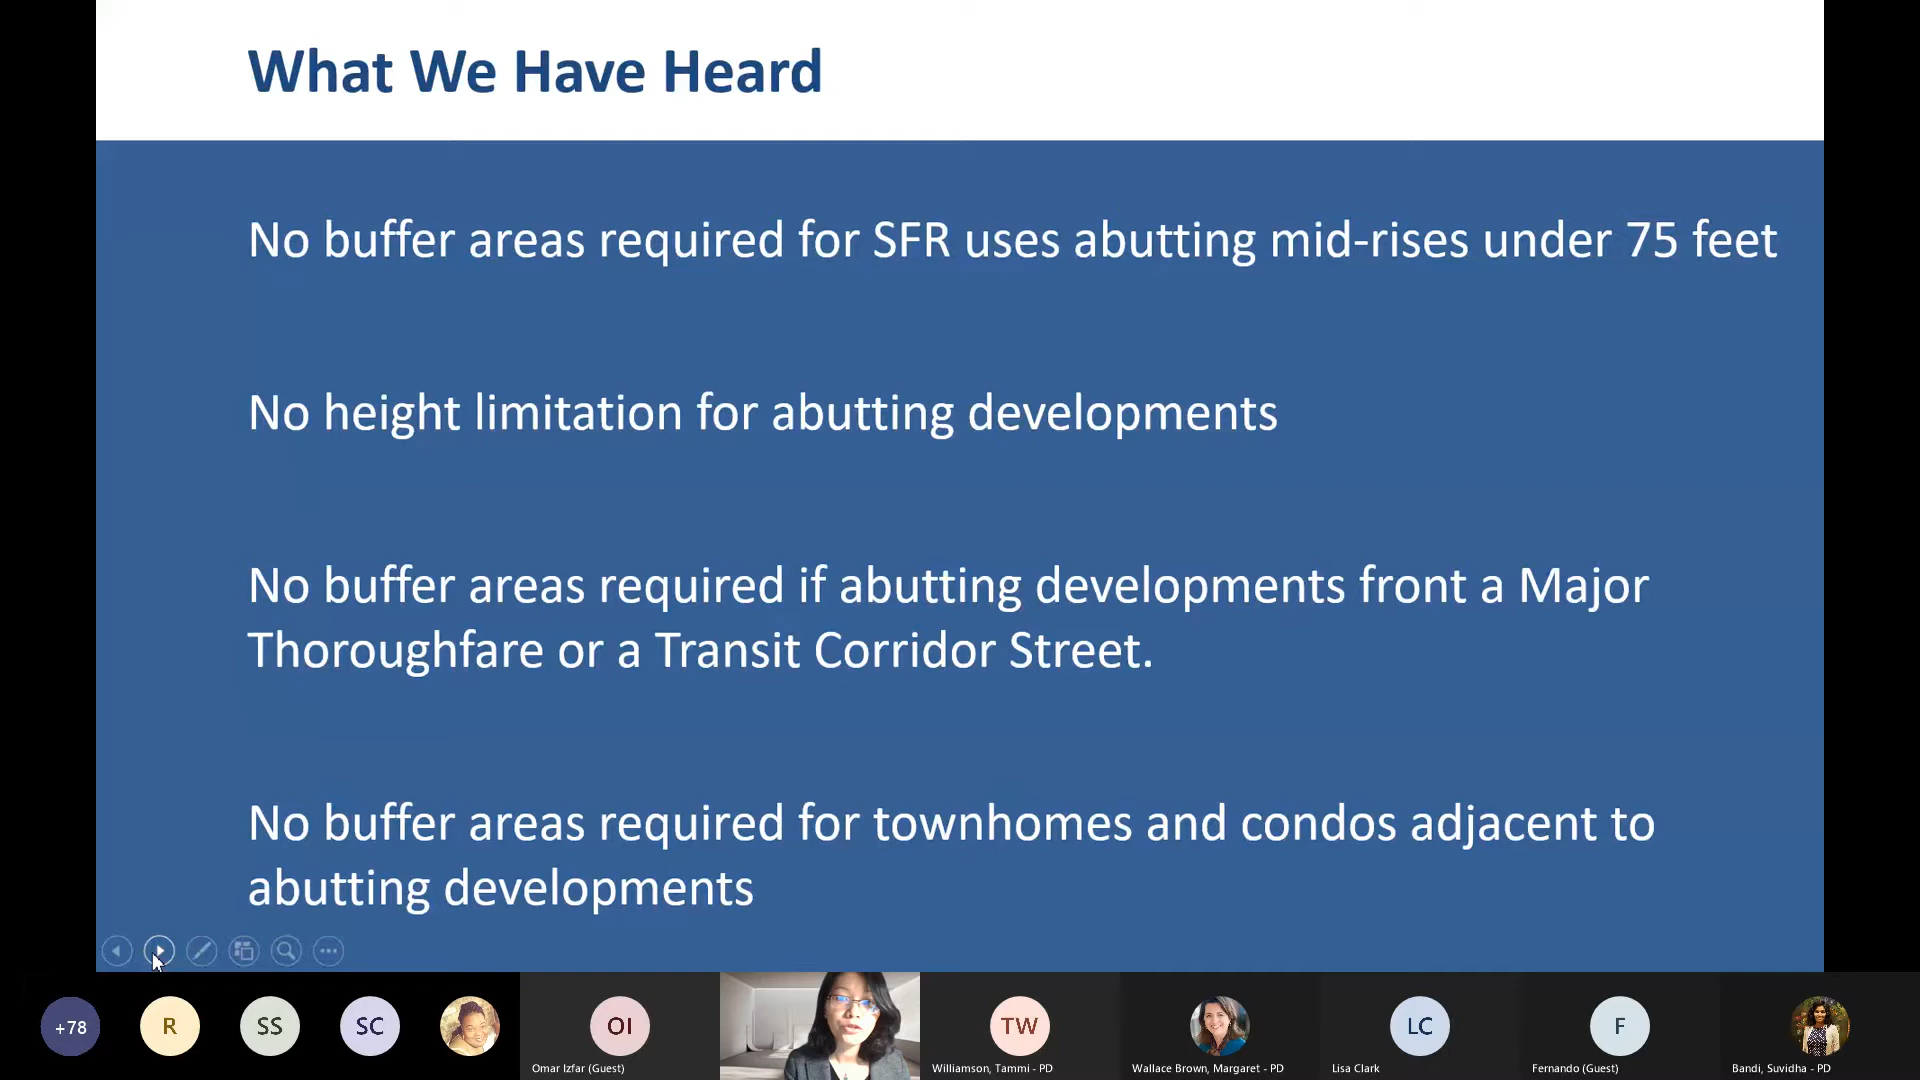 What We Have Heard
No buffer areas required for SFR uses abutting mid-rises under 75 feet
No height limitation for abutting developments
No buffer areas required if abutting developments front a Major
Thoroughfare or a Transit Corridor Street.
No buffer areas required for townhomes and condos adjacent to
abutting developments
+78
R
SS
SC
OI
TW
LC
F
Omar Izfar (Guest)
Williamson, Tammi - PD
Wallace Brown, Margaret - PD
Lisa Clark
Fernando (Guest)
Bandi, Suvidha - PD